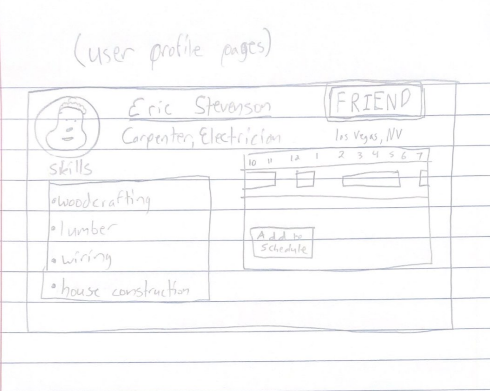 (user profile pages)
Eric Stevenson
FRIEND
Carpenter, Electrician
las Vegas, NV
skills
10 11 12 1 2 3 4 5 6 7
•woodcrafting
•lumber
•wiring
•house construction
Add to
Schedule